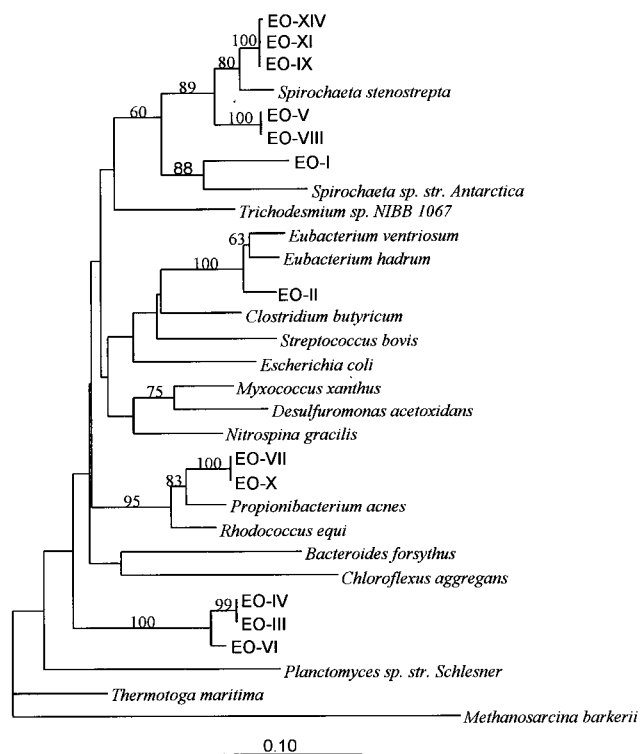 EO-XIV
100
EO-XI
EO-IX
80
Spirochaeta stenostrepta
89
EO-V
100
EO-VIII
60
EO-I
88
Spirochaeta sp. str. Antarctica
Trichodesmium sp. NIBB 1067
Eubacterium ventriosum
63
Eubacterium hadrum
100
EO-II
Clostridium butyricum
Streptococcus bovis
Escherichia coli
Myxococcus xanthus
75
Desulfuromonas acetoxidans
Nitrospina gracilis
EO-VII
100
EO-X
83
Propionibacterium acnes
95
Rhodococcus equi
Bacteroides forsythus
Chloroflexus aggregans
EO-IV
99
EO-III
100
EO-VI
Planctomyces sp. str. Schlesner
Thermotoga maritima
Methanosarcina barkerii
0.10